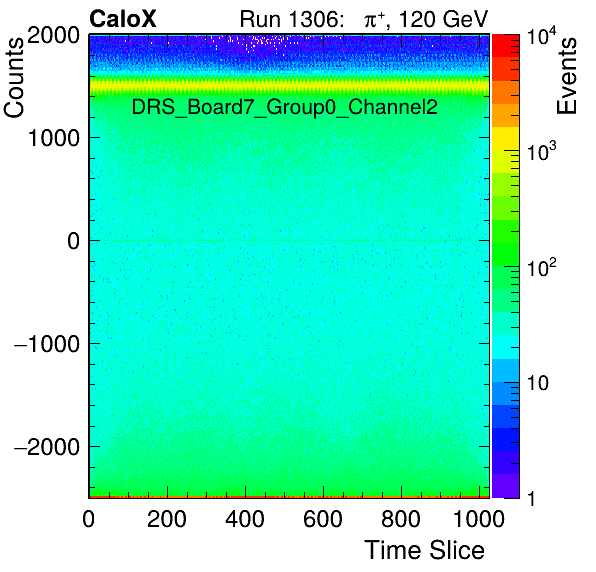 CaloX Run 1306: π⁺, 120 GeV
Counts
Events
DRS_Board7_Group0_Channel2
2000
1000
0
−1000
−2000
0 200 400 600 800 1000
Time Slice
10⁴
10³
10²
10
1